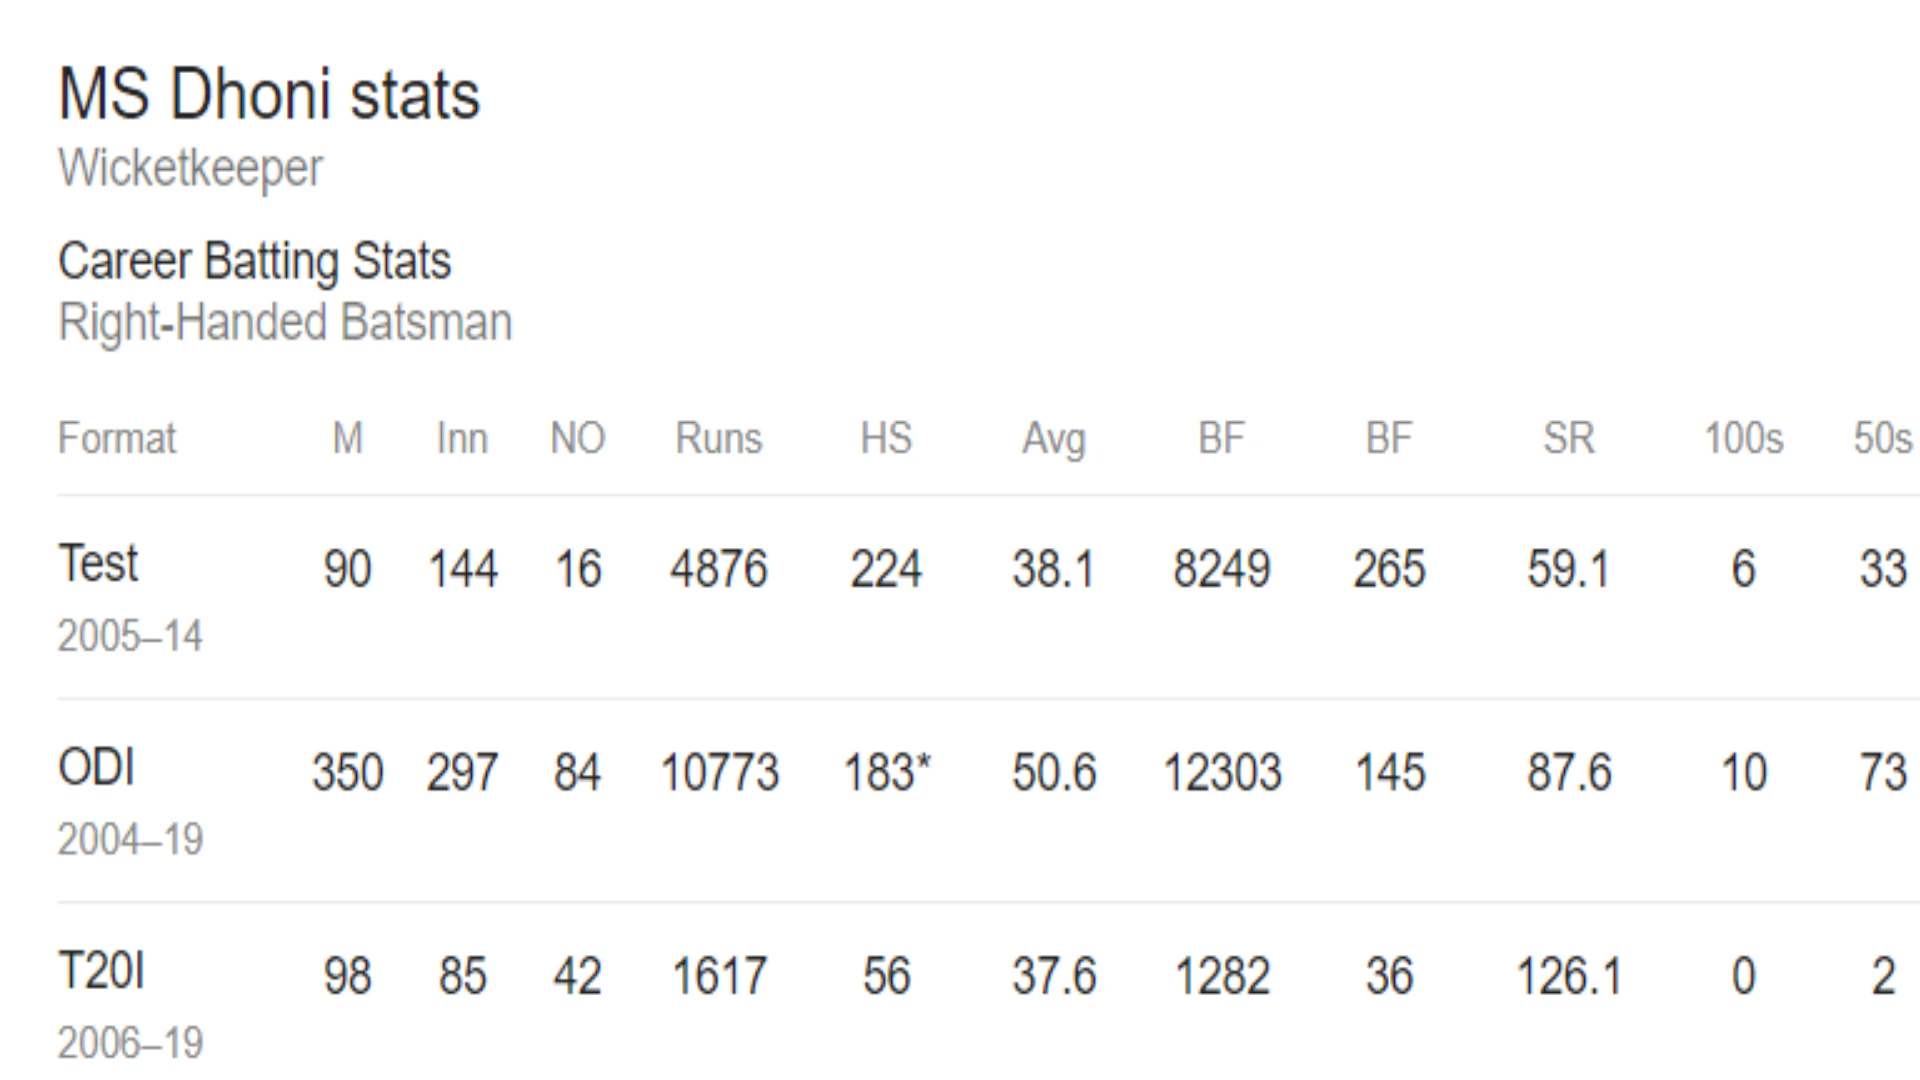 MS Dhoni stats
Wicketkeeper
Career Batting Stats
Right-Handed Batsman
Format M Inn NO Runs HS Avg BF BF SR 100s 50s
Test 90 144 16 4876 224 38.1 8249 265 59.1 6 33
2005–14
ODI 350 297 84 10773 183* 50.6 12303 145 87.6 10 73
2004–19
T20I 98 85 42 1617 56 37.6 1282 36 126.1 0 2
2006–19